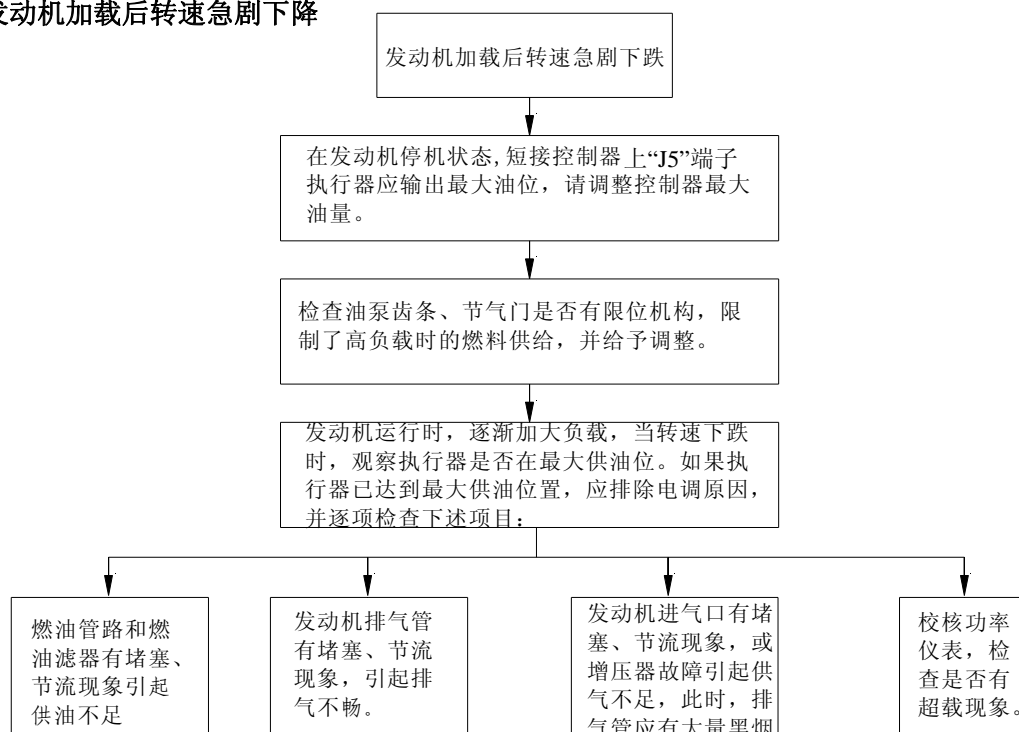 发动机加载后转速急剧下降
发动机加载后转速急剧下跌
在发动机停机状态,短接控制器上“J5”端子
执行器应输出最大油位，请调整控制器最大
油量。
检查油泵齿条、节气门是否有限位机构，限
制了高负载时的燃料供给，并给予调整。
发动机运行时，逐渐加大负载，当转速下跌
时，观察执行器是否在最大供油位。如果执
行器已达到最大供油位置，应排除电调原因，
并逐项检查下述项目：
燃油管路和燃
油滤器有堵塞、
节流现象引起
供油不足
发动机排气管
有堵塞、节流
现象，引起排
气不畅。
发动机进气口有堵
塞、节流现象，或
增压器故障引起供
气不足，此时，排
气管应有大量黑烟
校核功率
仪表，检
查是否有
超载现象。